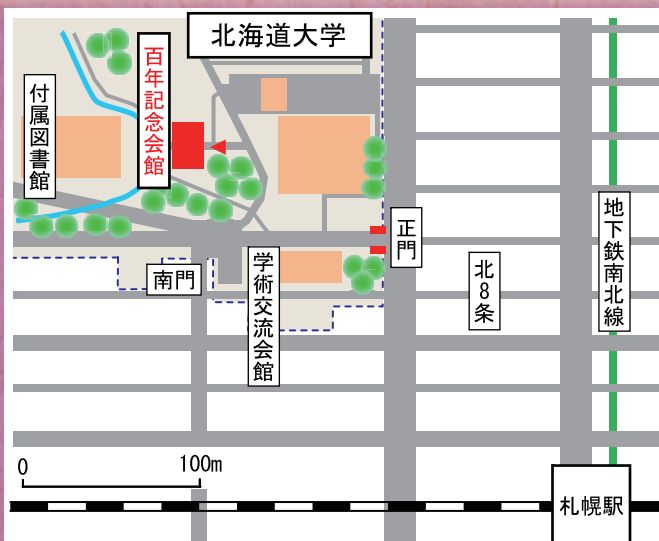 北海道大学
百年記念会館
付属図書館
正門
地下鉄南北線
南門
学術交流会館
北8条
0 100m
札幌駅